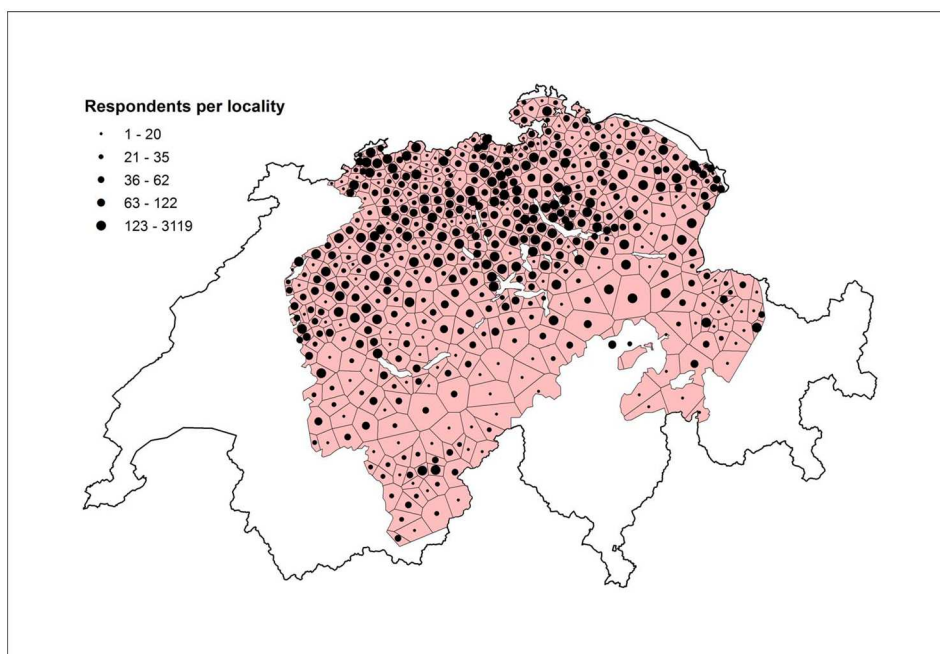 Respondents per locality
1 - 20
21 - 35
36 - 62
63 - 122
123 - 3119